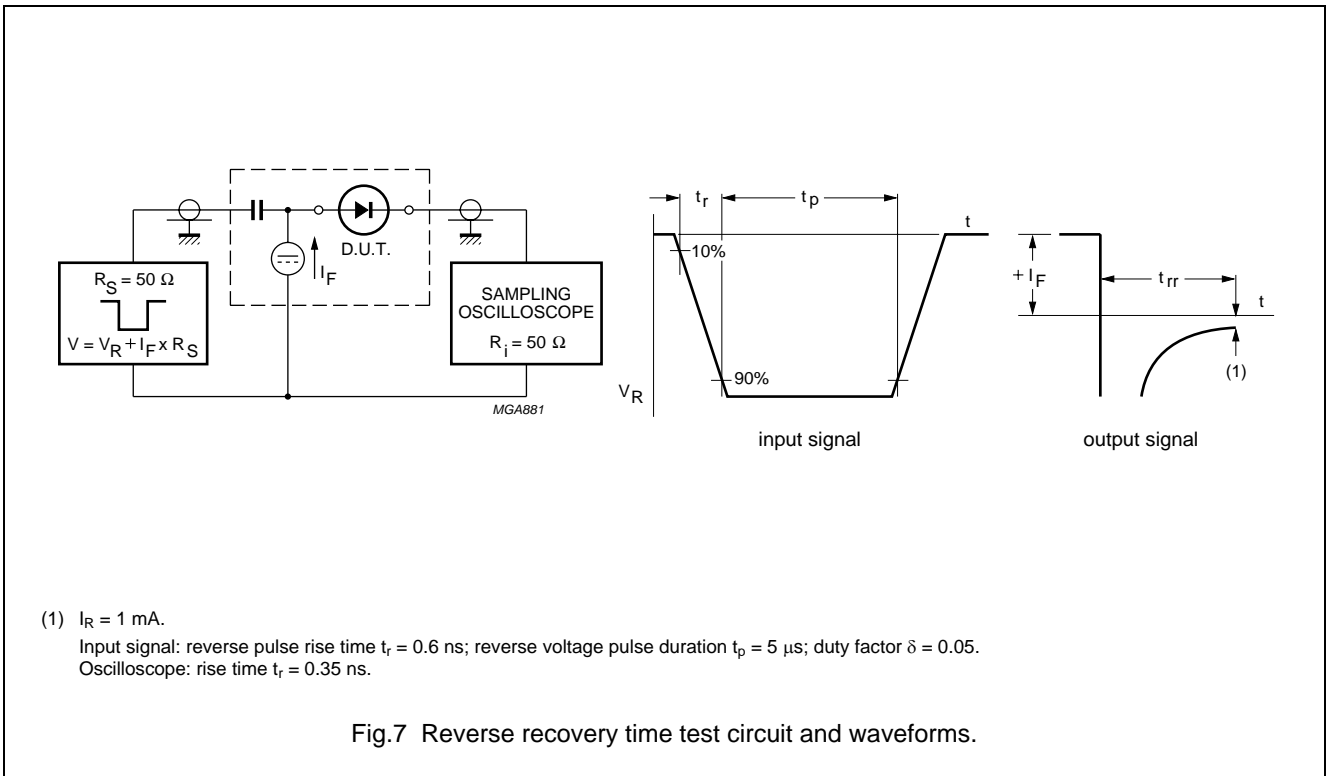 D.U.T.
I_F
R_S = 50 Ω
V = V_R + I_F x R_S
SAMPLING
OSCILLOSCOPE
R_i = 50 Ω
MGA881
t_r
t_p
t
10%
90%
V_R
input signal
+ I_F
t_rr
t
(1)
output signal
(1) I_R = 1 mA.
Input signal: reverse pulse rise time t_r = 0.6 ns; reverse voltage pulse duration t_p = 5 μs; duty factor δ = 0.05.
Oscilloscope: rise time t_r = 0.35 ns.
Fig.7 Reverse recovery time test circuit and waveforms.